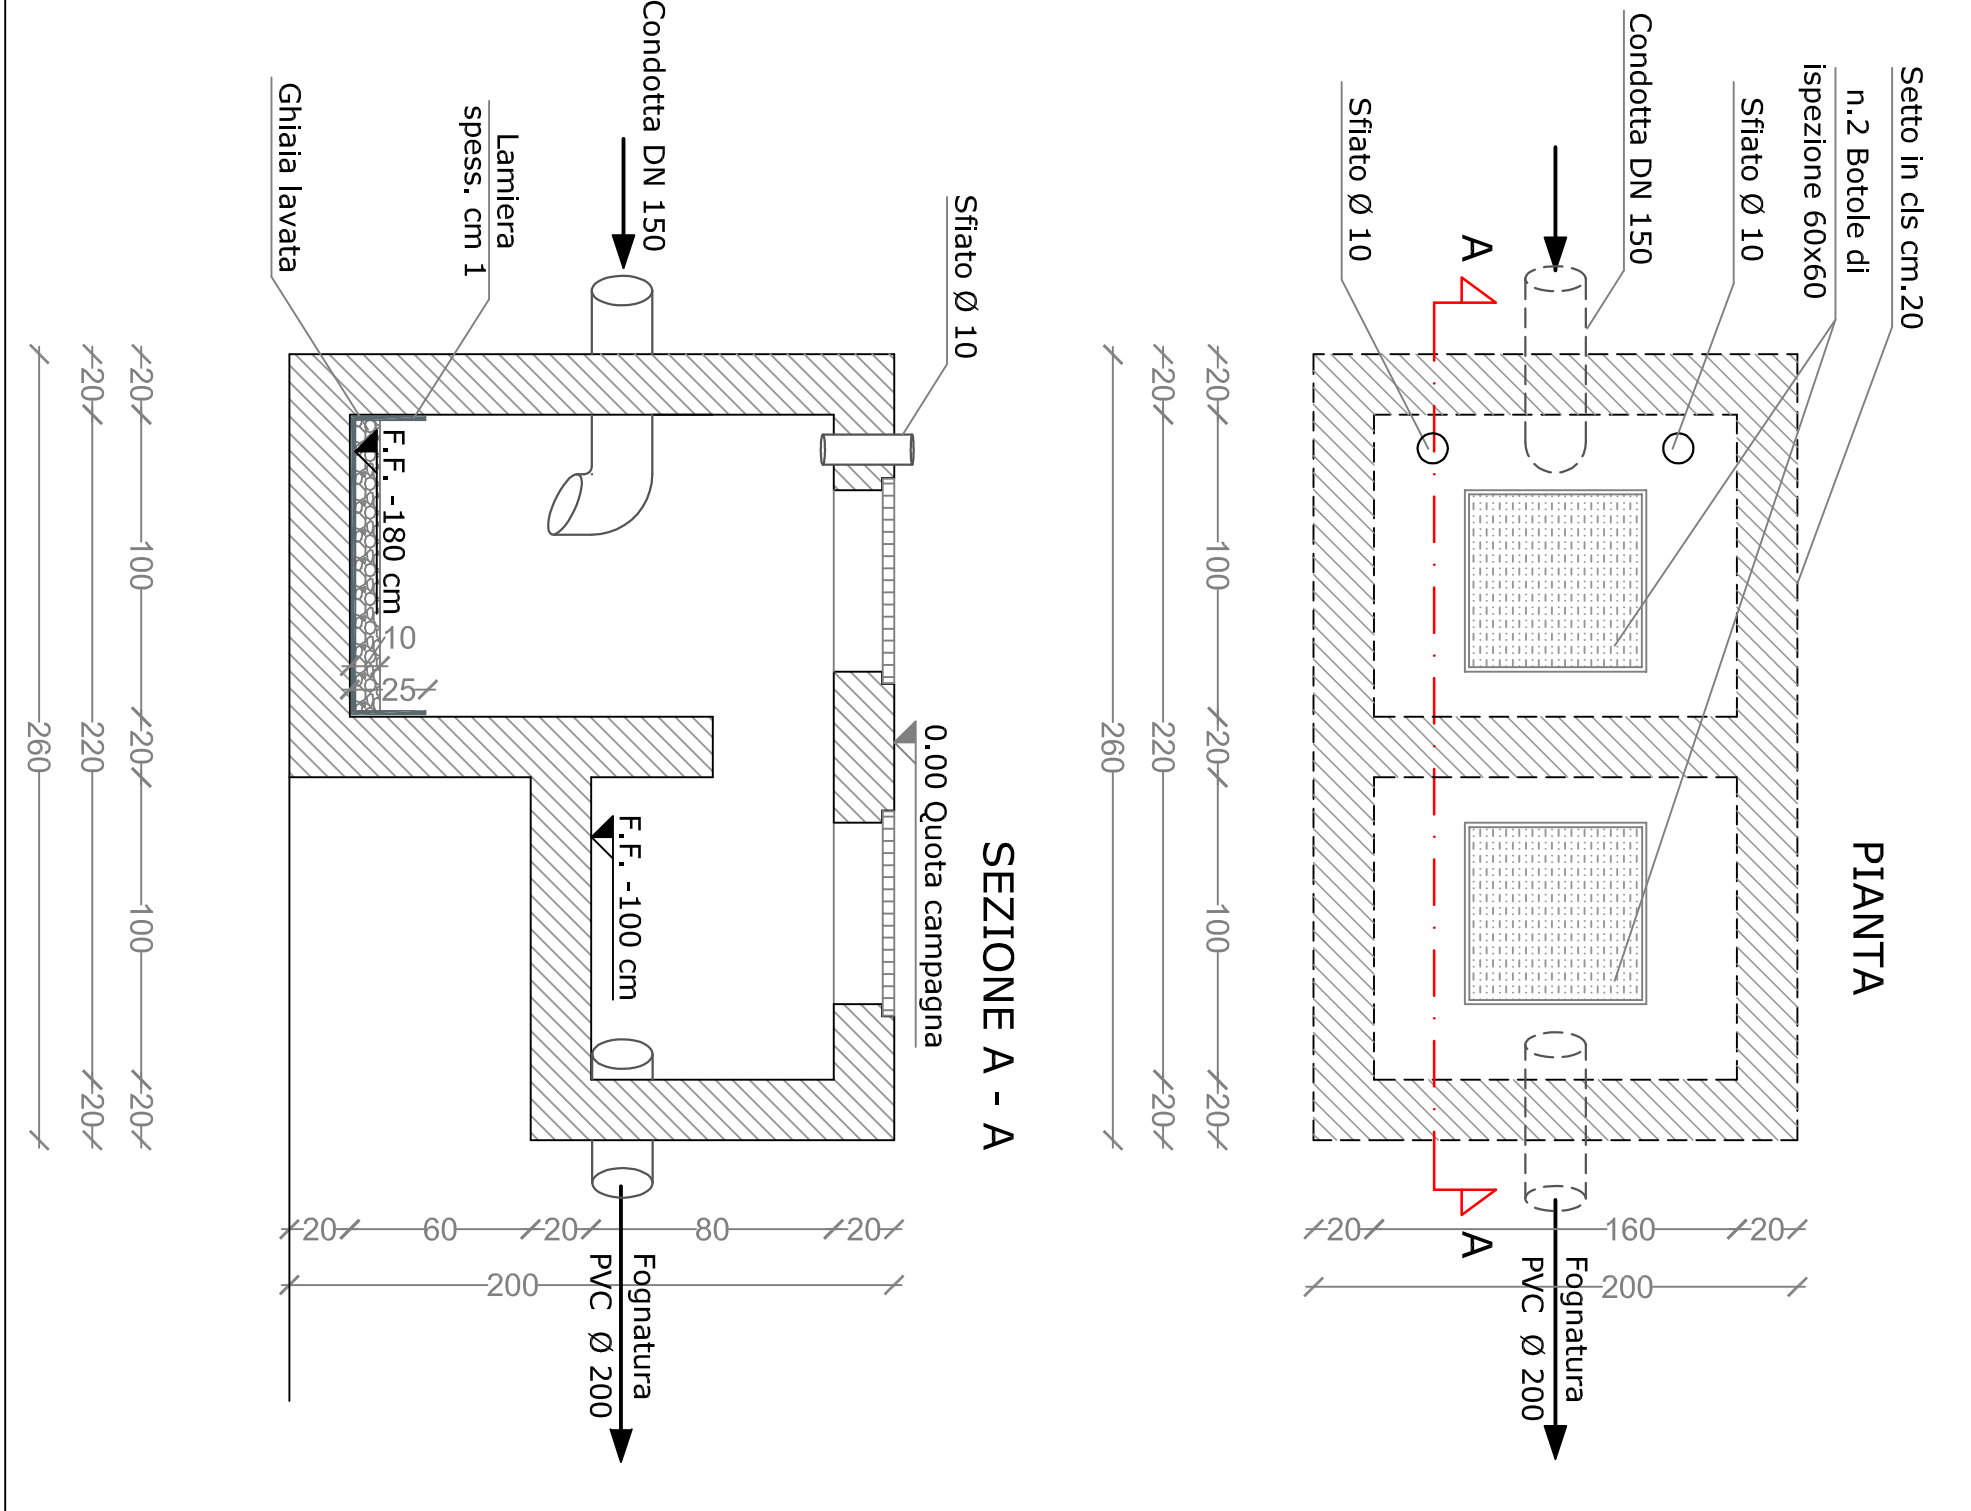 Setto in cls cm.20
n.2 Botole di
ispezione 60x60
Sfiato Ø 10
Condotta DN 150
Sfiato Ø 10
A
PIANTA
A
Fognatura
PVC Ø 200
20
160
20
200
20
100
20
100
20
20
220
20
260
SEZIONE A - A
Sfiato Ø 10
0.00 Quota campagna
Condotta DN 150
Lamiera
spess. cm 1
Ghiaia lavata
F.F. -180 cm
10
25
F.F. -100 cm
Fognatura
PVC Ø 200
20
60
20
80
20
200
20
100
20
100
20
20
220
20
260